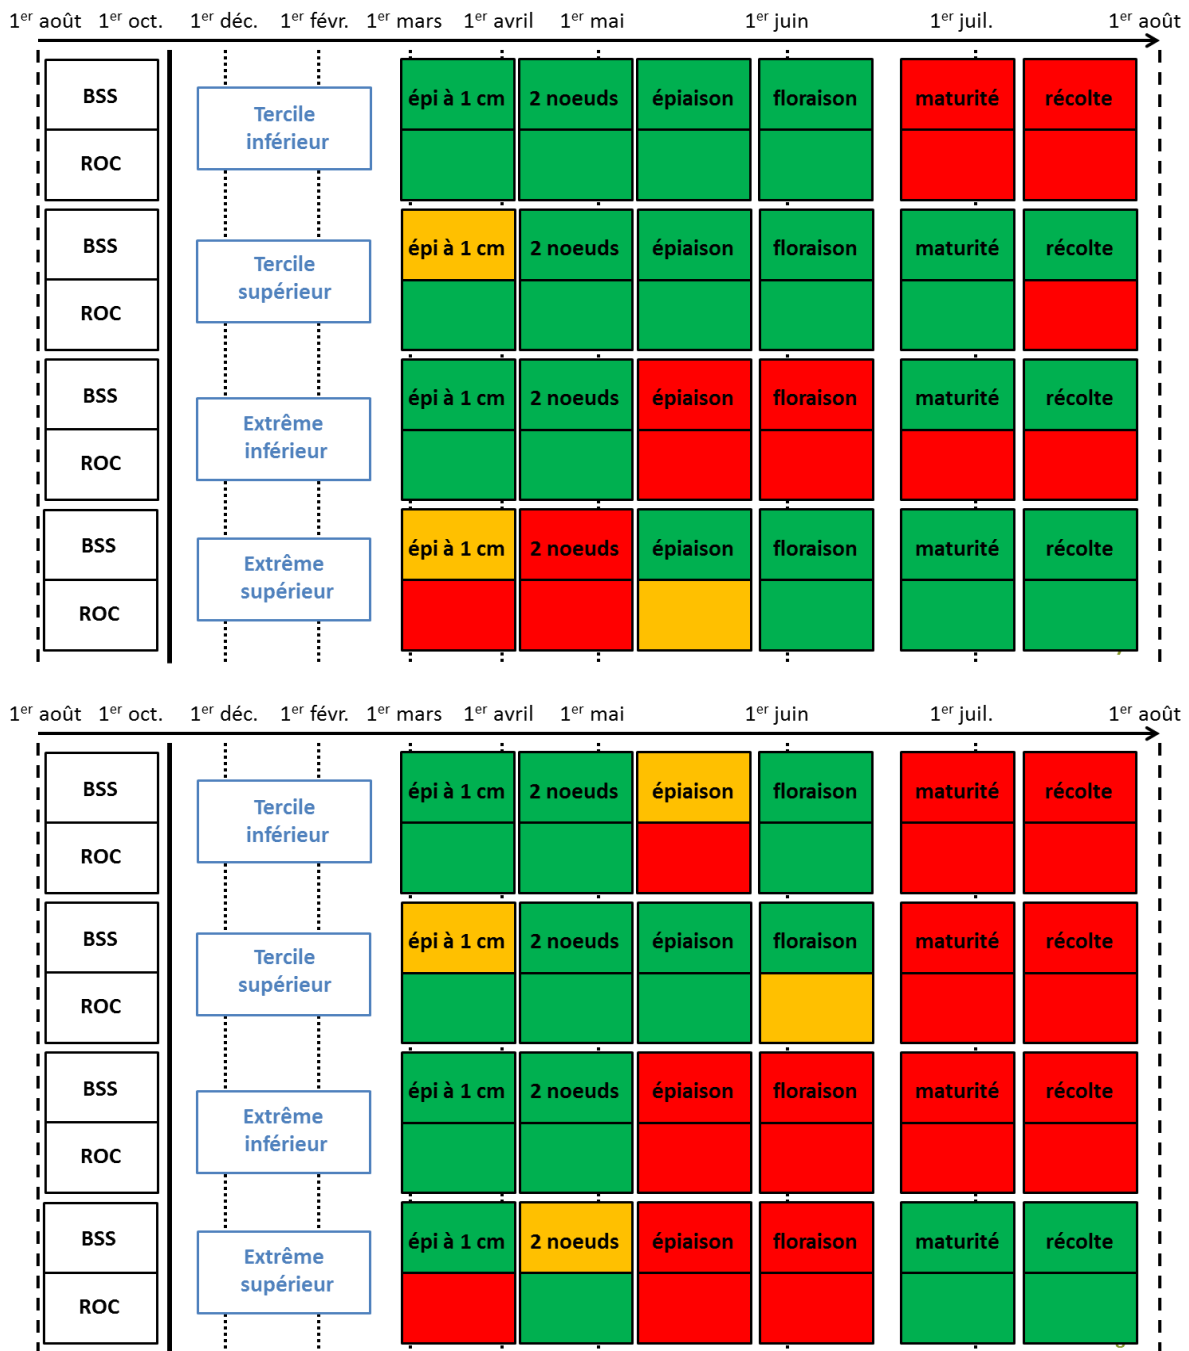 1er août 1er oct. 1er déc. 1er févr. 1er mars 1er avril 1er mai 1er juin 1er juil. 1er août
BSS épi à 1 cm 2 noeuds épiaison floraison maturité récolte
Tercile
inférieur
ROC
BSS épi à 1 cm 2 noeuds épiaison floraison maturité récolte
Tercile
supérieur
ROC
BSS épi à 1 cm 2 noeuds épiaison floraison maturité récolte
Extrême
inférieur
ROC
BSS épi à 1 cm 2 noeuds épiaison floraison maturité récolte
Extrême
supérieur
ROC
1er août 1er oct. 1er déc. 1er févr. 1er mars 1er avril 1er mai 1er juin 1er juil. 1er août
BSS épi à 1 cm 2 noeuds épiaison floraison maturité récolte
Tercile
inférieur
ROC
BSS épi à 1 cm 2 noeuds épiaison floraison maturité récolte
Tercile
supérieur
ROC
BSS épi à 1 cm 2 noeuds épiaison floraison maturité récolte
Extrême
inférieur
ROC
BSS épi à 1 cm 2 noeuds épiaison floraison maturité récolte
Extrême
supérieur
ROC